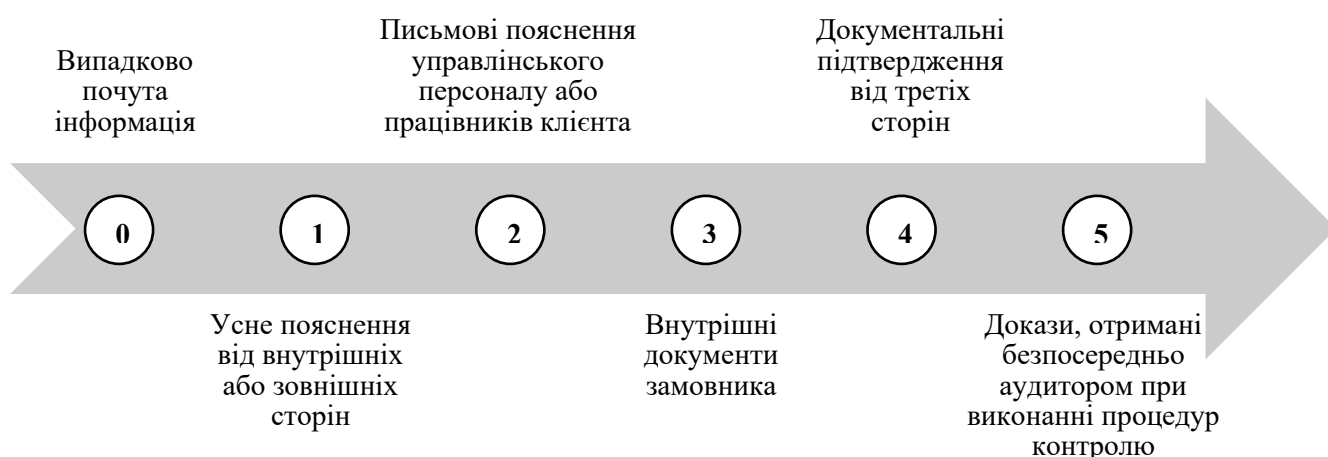 Випадково
почута
інформація
Письмові пояснення
управлінського
персоналу або
працівників клієнта
Документальні
підтвердження
від третіх
сторін
0
1
2
3
4
5
Усне пояснення
від внутрішніх
або зовнішніх
сторін
Внутрішні
документи
замовника
Докази, отримані
безпосередньо
аудитором при
виконанні процедур
контролю